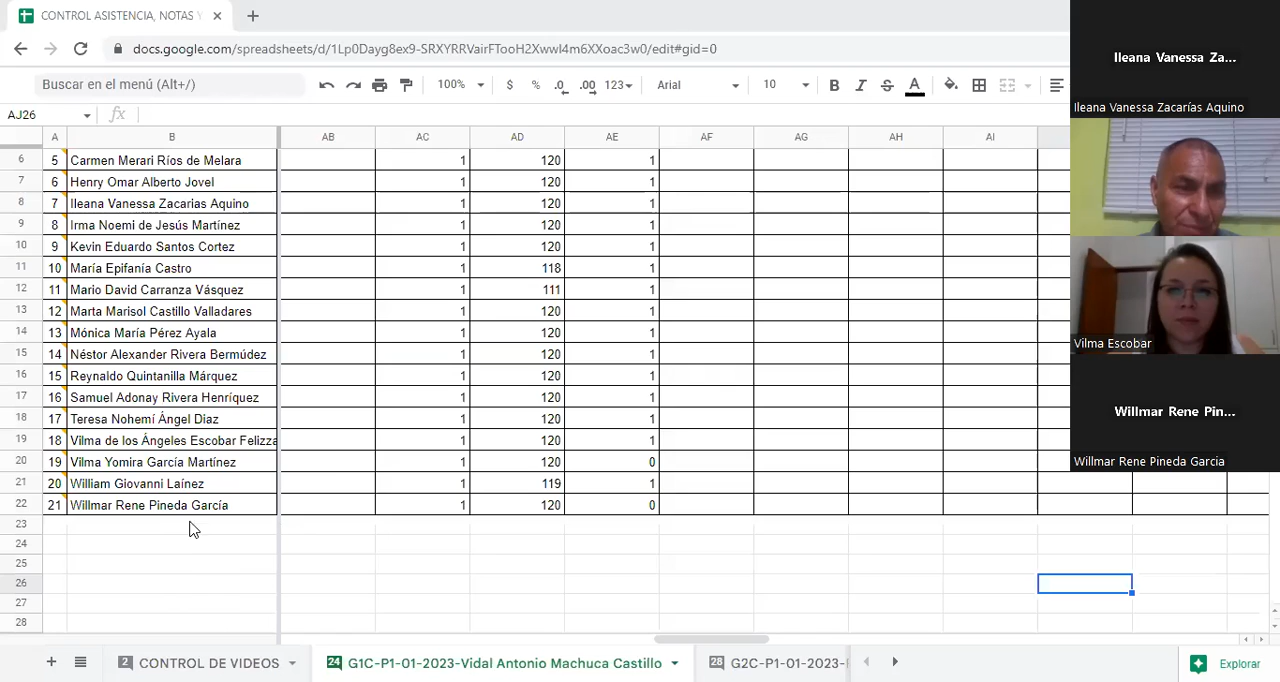 CONTROL ASISTENCIA, NOTAS Y
docs.google.com/spreadsheets/d/1Lp0Dayg8ex9-SRXYRRVairFTooH2Xwwl4m6XXoac3w0/edit#gid=0
Buscar en el menú (Alt+/) 100% $ % .0 .00 123 Arial 10 B I S A
AJ26 fx
A B AB AC AD AE AF AG AH AI
6 5 Carmen Merari Ríos de Melara 1 120 1
7 6 Henry Omar Alberto Jovel 1 120 1
8 7 Ileana Vanessa Zacarias Aquino 1 120 1
9 8 Irma Noemi de Jesús Martínez 1 120 1
10 9 Kevin Eduardo Santos Cortez 1 120 1
11 10 María Epifanía Castro 1 118 1
12 11 Mario David Carranza Vásquez 1 111 1
13 12 Marta Marisol Castillo Valladares 1 120 1
14 13 Mónica María Pérez Ayala 1 120 1
15 14 Néstor Alexander Rivera Bermúdez 1 120 1
16 15 Reynaldo Quintanilla Márquez 1 120 1
17 16 Samuel Adonay Rivera Henríquez 1 120 1
18 17 Teresa Nohemí Ángel Diaz 1 120 1
19 18 Vilma de los Ángeles Escobar Felizza 1 120 1
20 19 Vilma Yomira García Martínez 1 120 0
21 20 William Giovanni Laínez 1 119 1
22 21 Willmar Rene Pineda García 1 120 0
23
24
25
26
27
28
2 CONTROL DE VIDEOS 24 G1C-P1-01-2023-Vidal Antonio Machuca Castillo 28 G2C-P1-01-2023- Explorar
Ileana Vanessa Za...
Ileana Vanessa Zacarías Aquino
Vilma Escobar
Willmar Rene Pin...
Willmar Rene Pineda Garcia